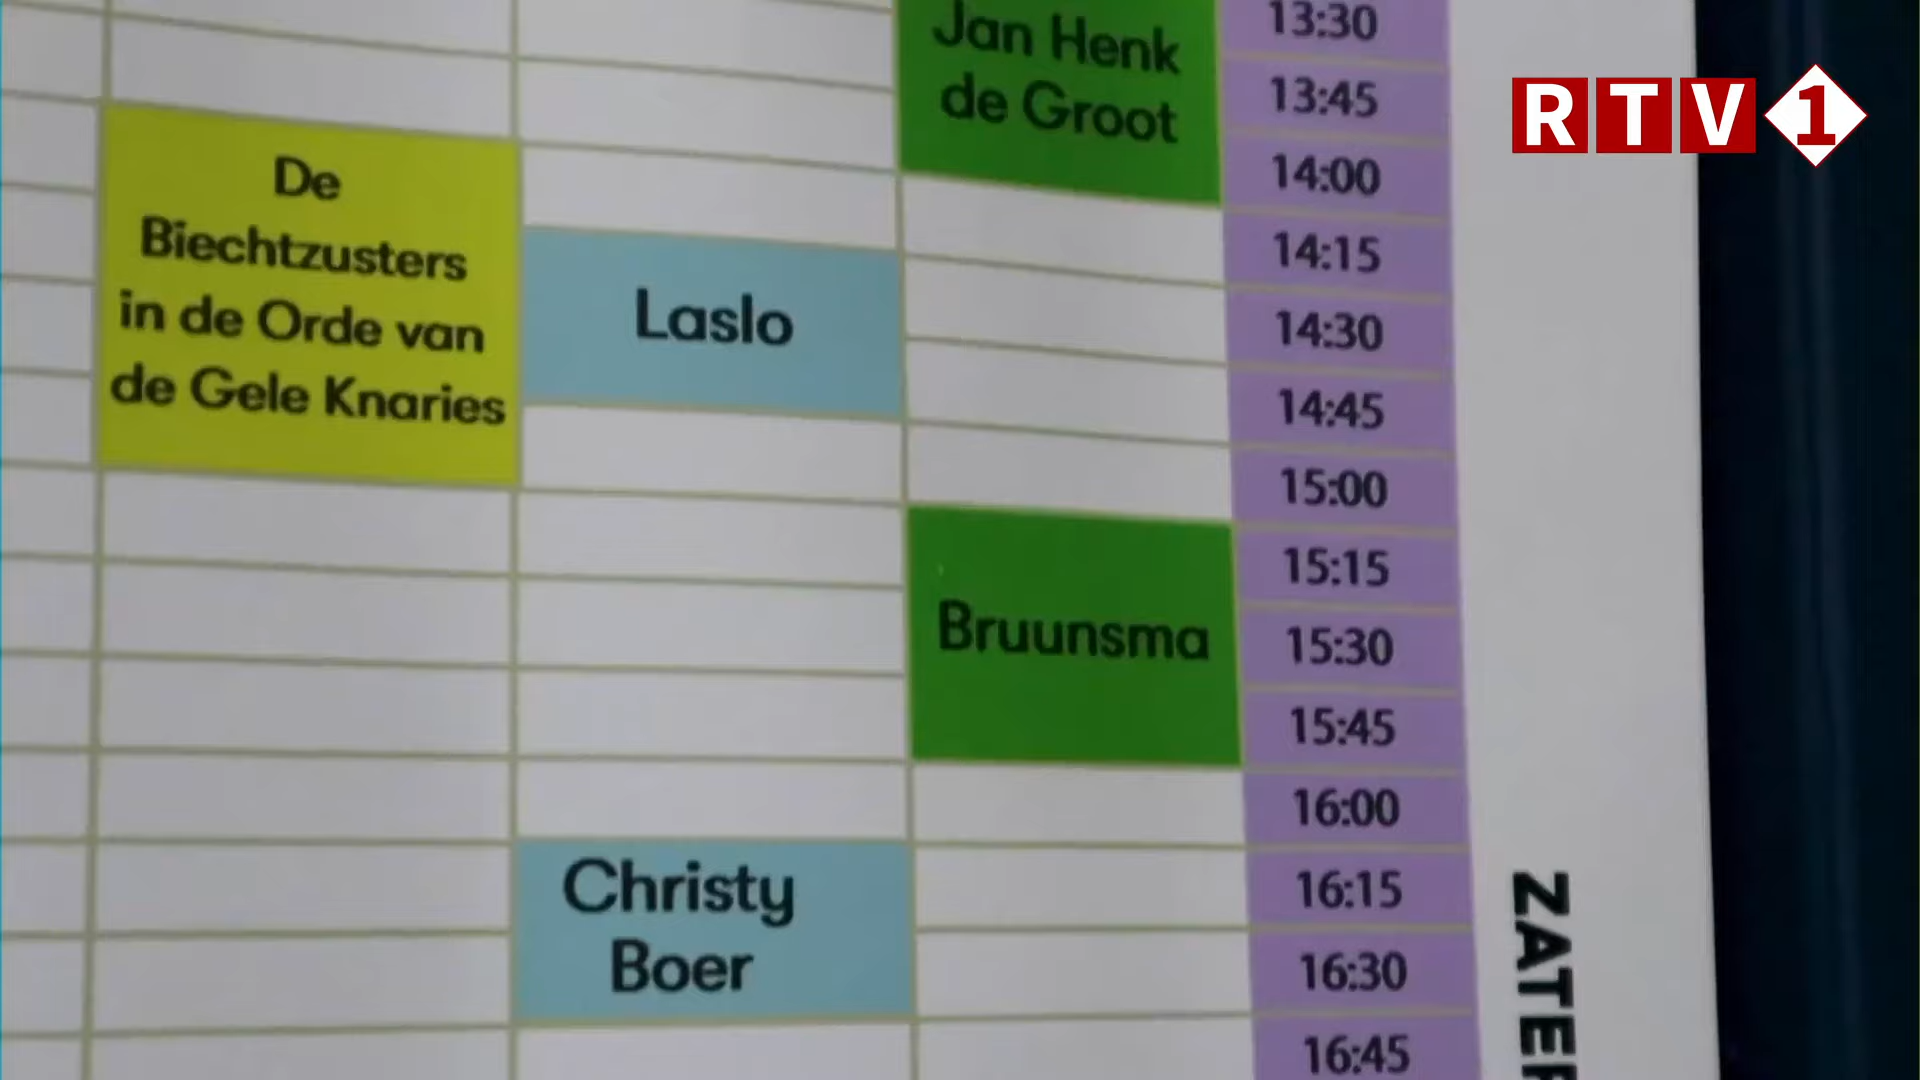 Jan Henk
de Groot
De
Biechtzusters
in de Orde van
de Gele Knaries
Laslo
Bruunsma
Christy
Boer
13:30
13:45
14:00
14:15
14:30
14:45
15:00
15:15
15:30
15:45
16:00
16:15
16:30
16:45
ZATER
RTV1